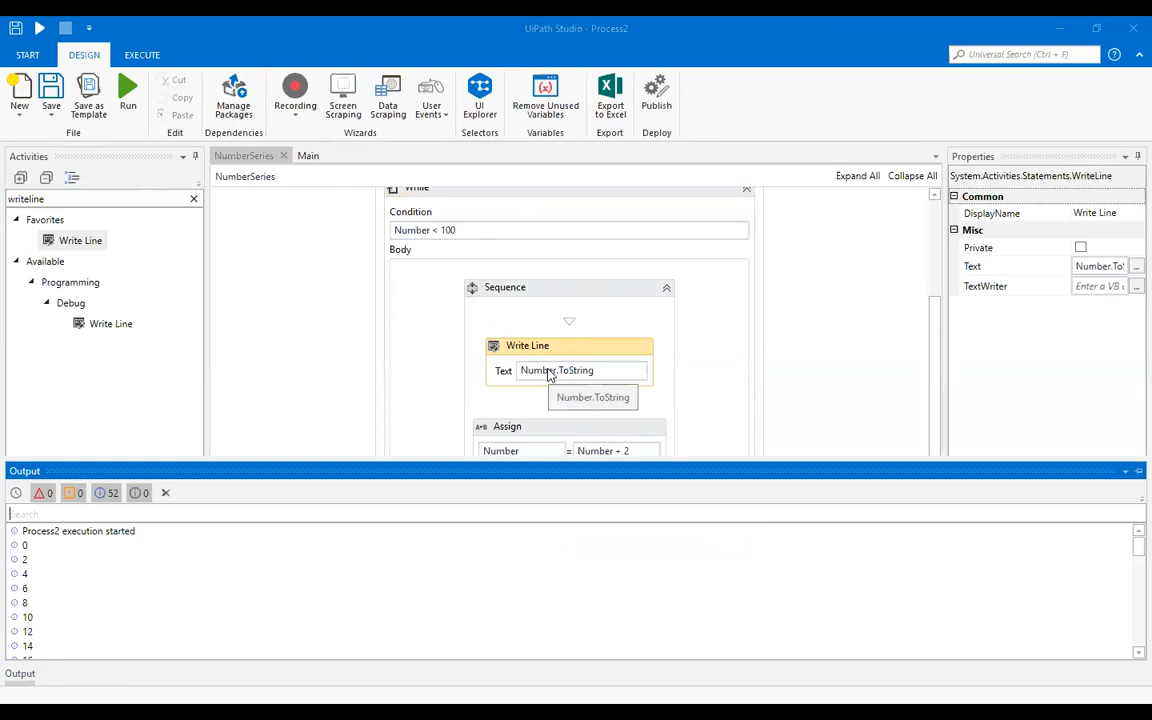 UiPath Studio - Process2
START DESIGN EXECUTE
Universal Search (Ctrl + F)
New Save Save as Template Run
Cut
Copy
Paste
Manage Packages
Recording Screen Scraping Data Scraping User Events
UI Explorer
Remove Unused Variables
Export to Excel
Publish
File Edit Dependencies Wizards Selectors Variables Export Deploy
Activities
writeline
Favorites
Write Line
Available
Programming
Debug
Write Line
NumberSeries Main
NumberSeries Expand All Collapse All
While
Condition
Number < 100
Body
Sequence
Write Line
Text Number.ToString
Number.ToString
Assign
Number = Number + 2
Properties
System.Activities.Statements.WriteLine
Common
DisplayName Write Line
Misc
Private
Text Number.To! ...
TextWriter Enter a VB e ...
Output
0 0 52 0
Search
Process2 execution started
0
2
4
6
8
10
12
14
16
Output